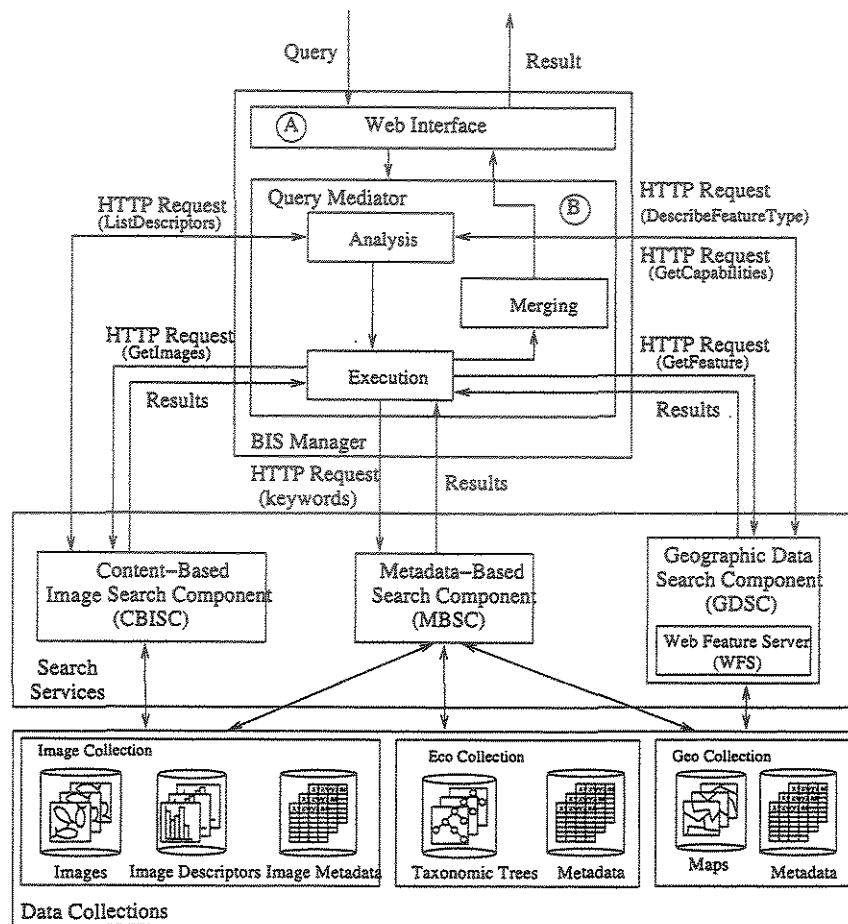 Query
Result
A
Web Interface
HTTP Request
(ListDescriptors)
Query Mediator
B
HTTP Request
(DescribeFeatureType)
Analysis
HTTP Request
(GetCapabilities)
Merging
HTTP Request
(GetImages)
HTTP Request
(GetFeature)
Execution
Results
Results
BIS Manager
HTTP Request
(keywords)
Results
Content-Based
Image Search Component
(CBISC)
Metadata-Based
Search Component
(MBSC)
Geographic Data
Search Component
(GDSC)
Web Feature Server
(WFS)
Search
Services
Image Collection
Eco Collection
Geo Collection
Images
Image Descriptors
Image Metadata
Taxonomic Trees
Metadata
Maps
Metadata
Data Collections